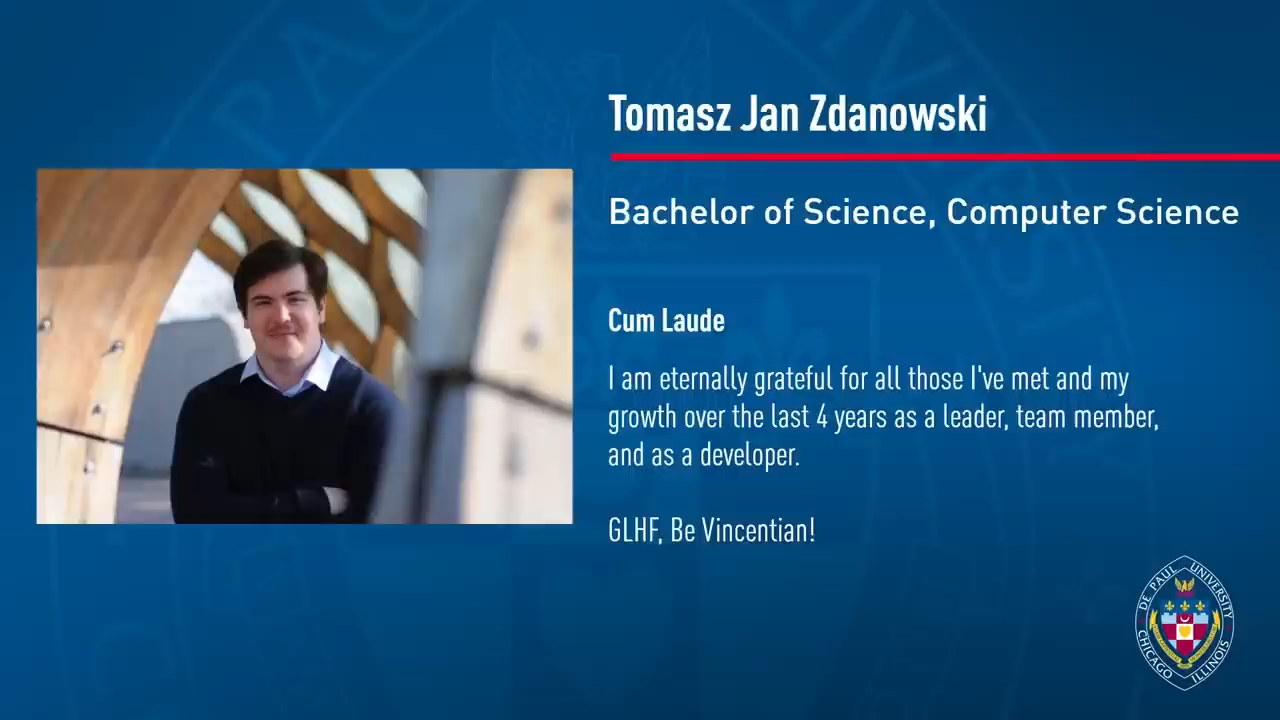 Tomasz Jan Zdanowski
Bachelor of Science, Computer Science
Cum Laude
I am eternally grateful for all those I've met and my
growth over the last 4 years as a leader, team member,
and as a developer.
GLHF, Be Vincentian!
DE PAUL UNIVERSITY
CHICAGO ILLINOIS